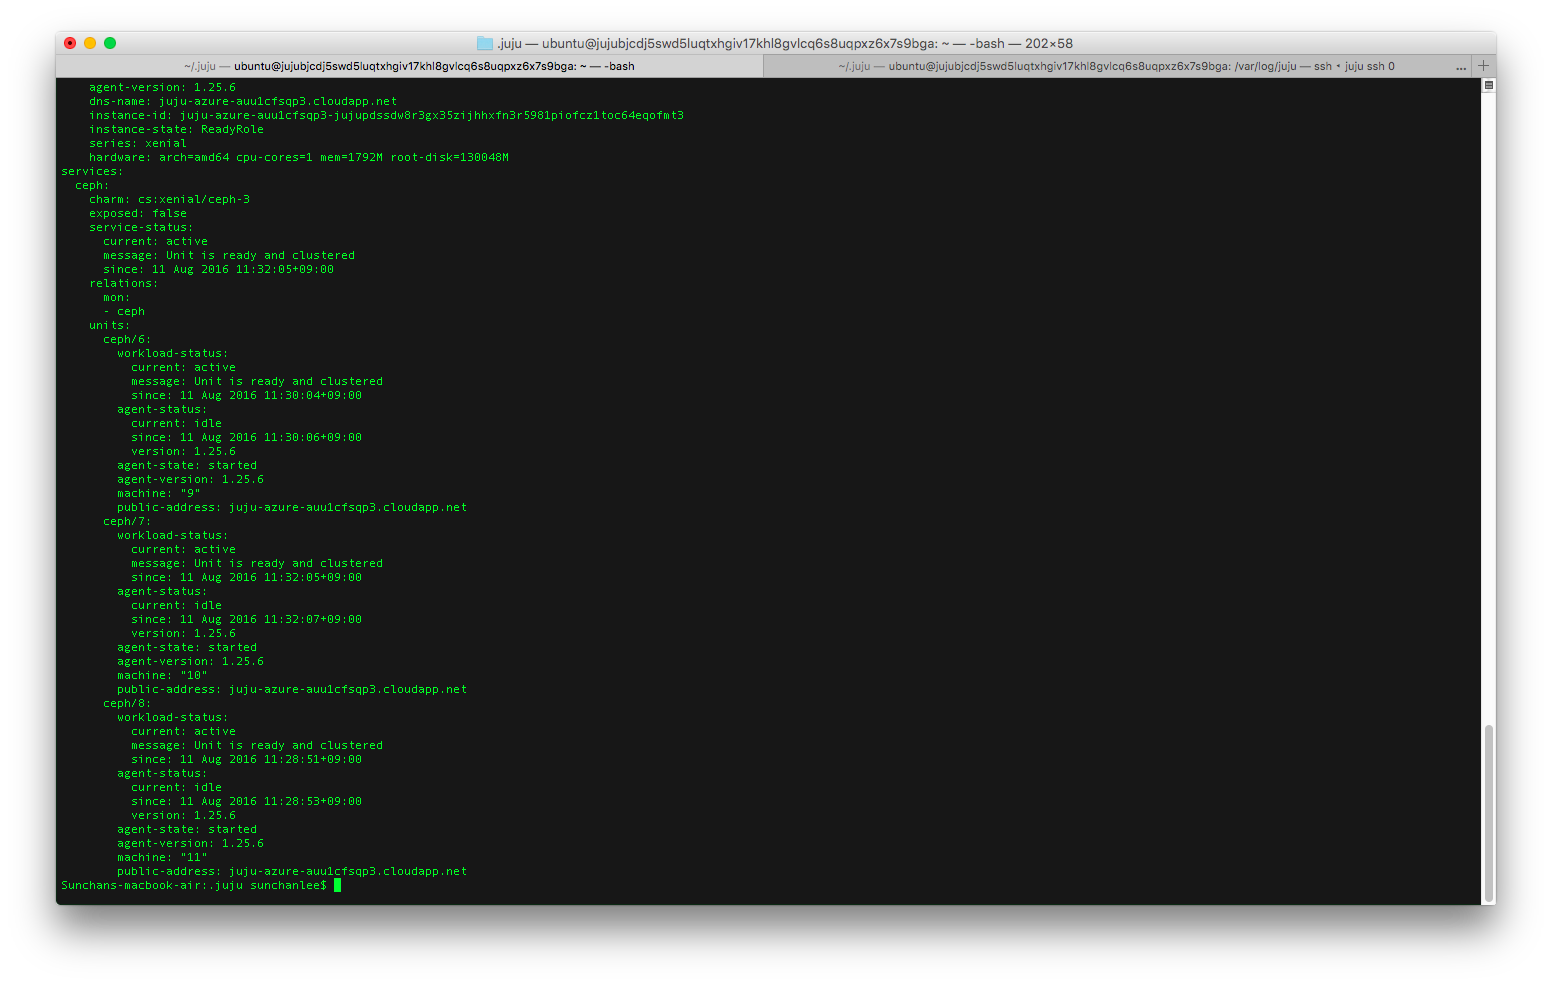 .juju — ubuntu@jujubjcdj5swd5luqtxhgiv17khl8gvlcq6s8uqpxz6x7s9bga: ~ — -bash — 202×58
~/.juju — ubuntu@jujubjcdj5swd5luqtxhgiv17khl8gvlcq6s8uqpxz6x7s9bga: ~ — -bash
~/.juju — ubuntu@jujubjcdj5swd5luqtxhgiv17khl8gvlcq6s8uqpxz6x7s9bga: /var/log/juju — ssh • juju ssh 0 ...
agent-version: 1.25.6
dns-name: juju-azure-auu1cfsqp3.cloudapp.net
instance-id: juju-azure-auu1cfsqp3-jujupdssdw8r3gx35zijhhxfn3r5981piofcz1toc64eqofmt3
instance-state: ReadyRole
series: xenial
hardware: arch=amd64 cpu-cores=1 mem=1792M root-disk=130048M
services:
ceph:
charm: cs:xenial/ceph-3
exposed: false
service-status:
current: active
message: Unit is ready and clustered
since: 11 Aug 2016 11:32:05+09:00
relations:
mon:
- ceph
units:
ceph/6:
workload-status:
current: active
message: Unit is ready and clustered
since: 11 Aug 2016 11:30:04+09:00
agent-status:
current: idle
since: 11 Aug 2016 11:30:06+09:00
version: 1.25.6
agent-state: started
agent-version: 1.25.6
machine: "9"
public-address: juju-azure-auu1cfsqp3.cloudapp.net
ceph/7:
workload-status:
current: active
message: Unit is ready and clustered
since: 11 Aug 2016 11:32:05+09:00
agent-status:
current: idle
since: 11 Aug 2016 11:32:07+09:00
version: 1.25.6
agent-state: started
agent-version: 1.25.6
machine: "10"
public-address: juju-azure-auu1cfsqp3.cloudapp.net
ceph/8:
workload-status:
current: active
message: Unit is ready and clustered
since: 11 Aug 2016 11:28:51+09:00
agent-status:
current: idle
since: 11 Aug 2016 11:28:53+09:00
version: 1.25.6
agent-state: started
agent-version: 1.25.6
machine: "11"
public-address: juju-azure-auu1cfsqp3.cloudapp.net
Sunchans-macbook-air:.juju sunchanlee$